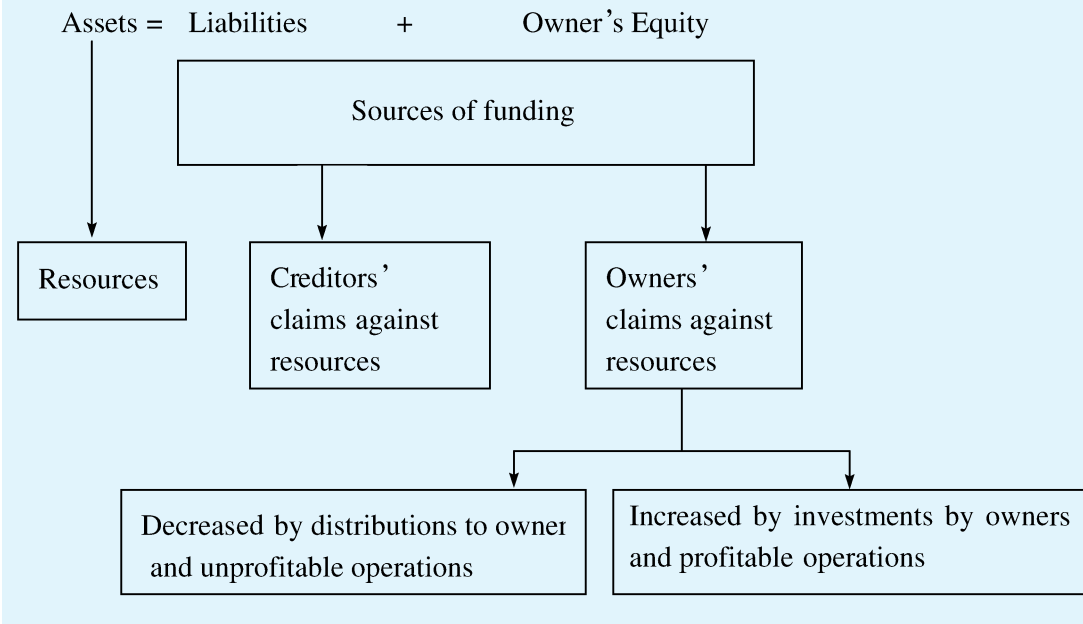 Assets = Liabilities + Owner’s Equity
Sources of funding
Resources
Creditors’
claims against
resources
Owners’
claims against
resources
Decreased by distributions to owner
and unprofitable operations
Increased by investments by owners
and profitable operations